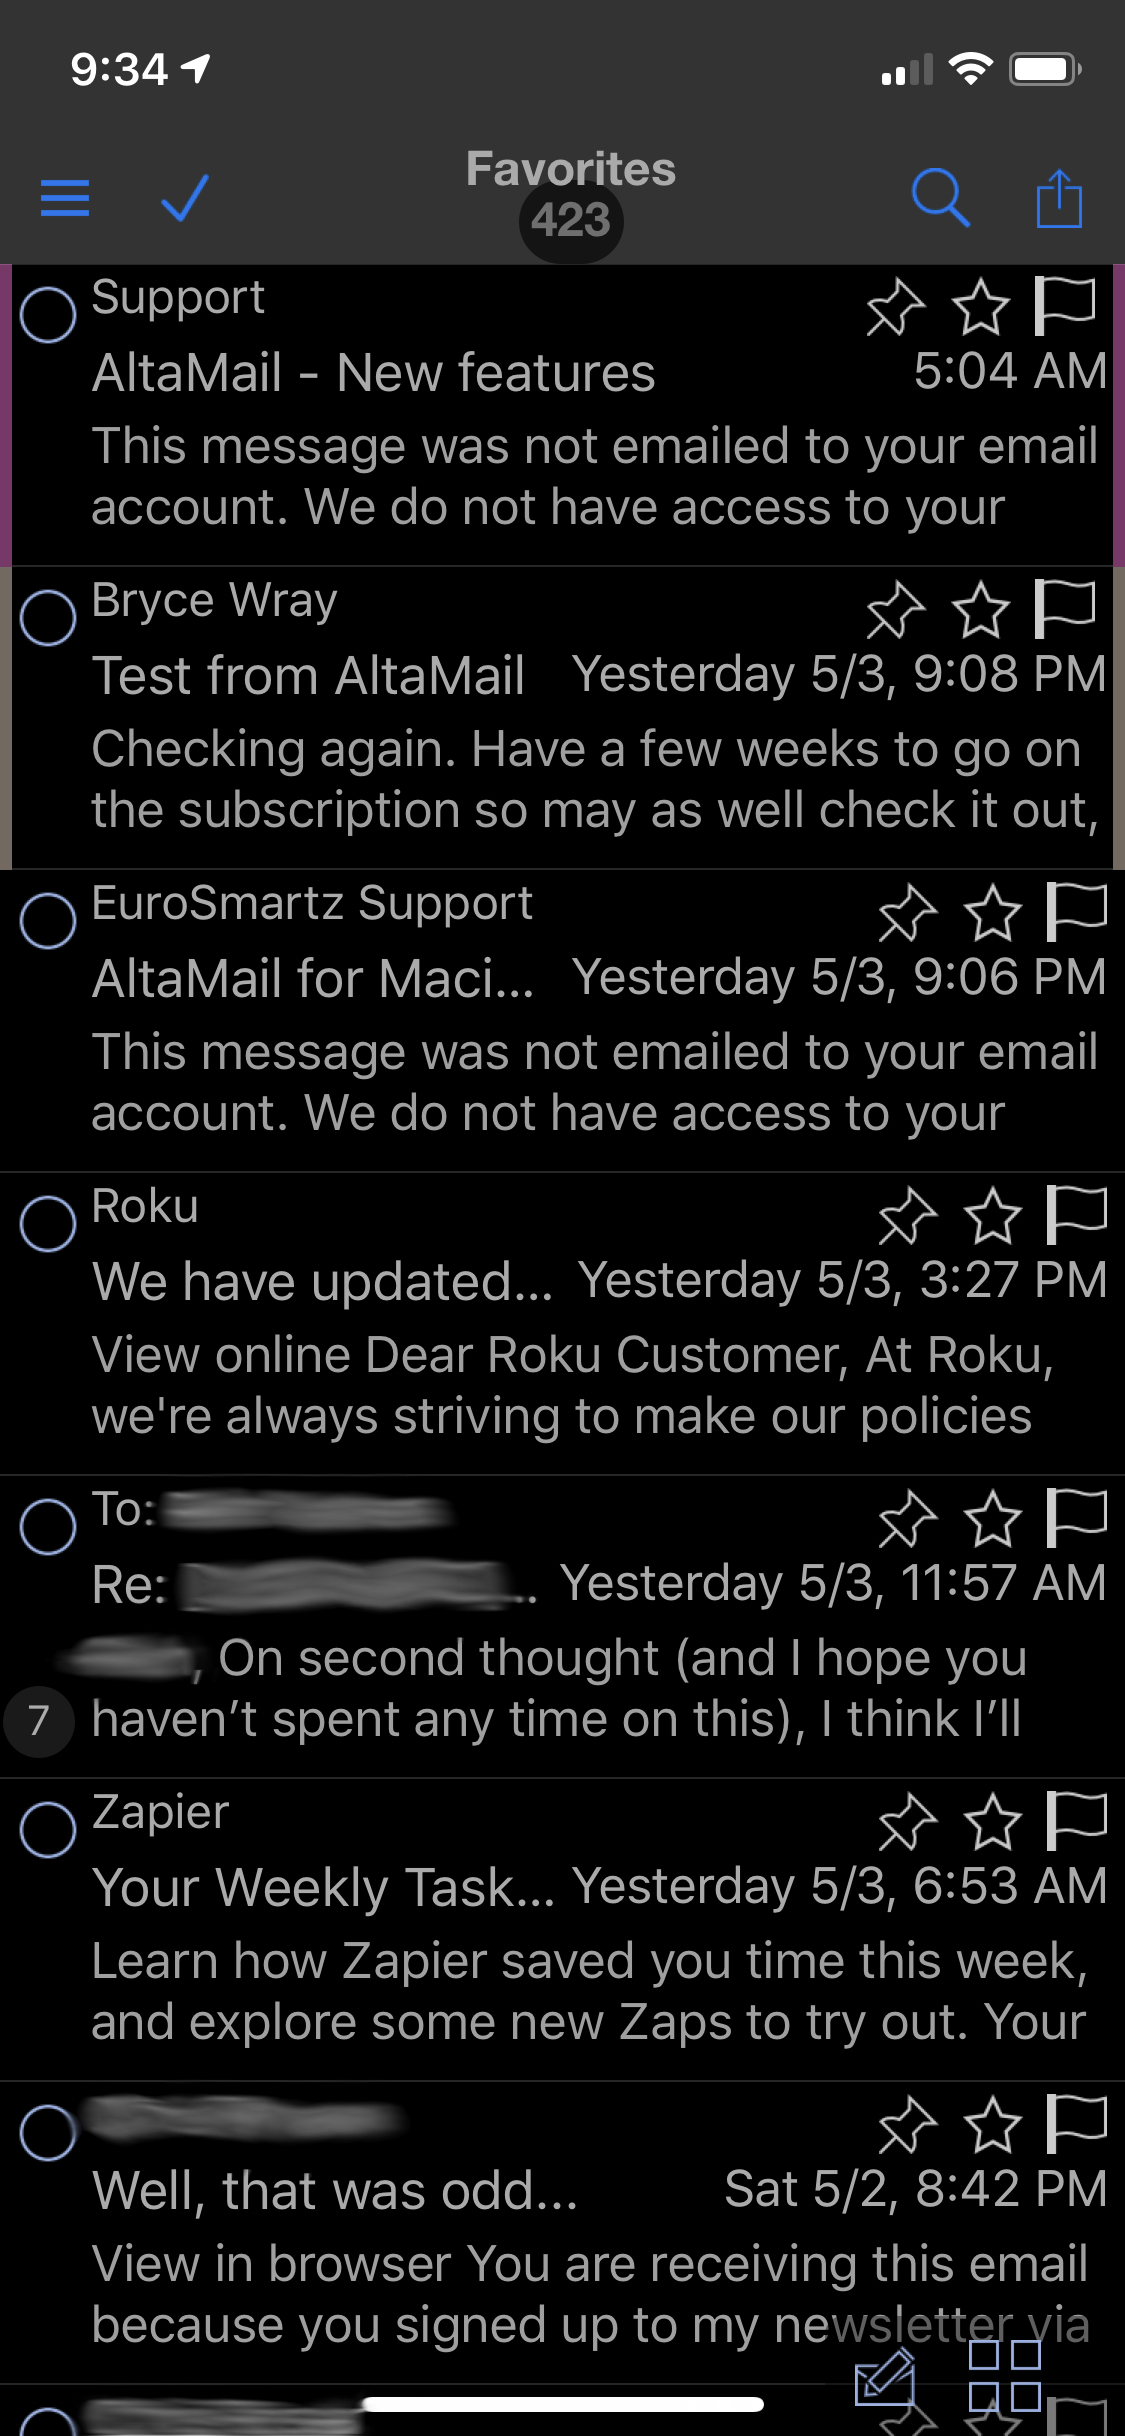 9:34
Favorites
423
Support
AltaMail - New features 5:04 AM
This message was not emailed to your email
account. We do not have access to your
Bryce Wray
Test from AltaMail Yesterday 5/3, 9:08 PM
Checking again. Have a few weeks to go on
the subscription so may as well check it out,
EuroSmartz Support
AltaMail for Maci... Yesterday 5/3, 9:06 PM
This message was not emailed to your email
account. We do not have access to your
Roku
We have updated... Yesterday 5/3, 3:27 PM
View online Dear Roku Customer, At Roku,
we're always striving to make our policies
To:
Re: ... Yesterday 5/3, 11:57 AM
, On second thought (and I hope you
7 haven’t spent any time on this), I think I’ll
Zapier
Your Weekly Task... Yesterday 5/3, 6:53 AM
Learn how Zapier saved you time this week,
and explore some new Zaps to try out. Your
Well, that was odd... Sat 5/2, 8:42 PM
View in browser You are receiving this email
because you signed up to my newsletter via